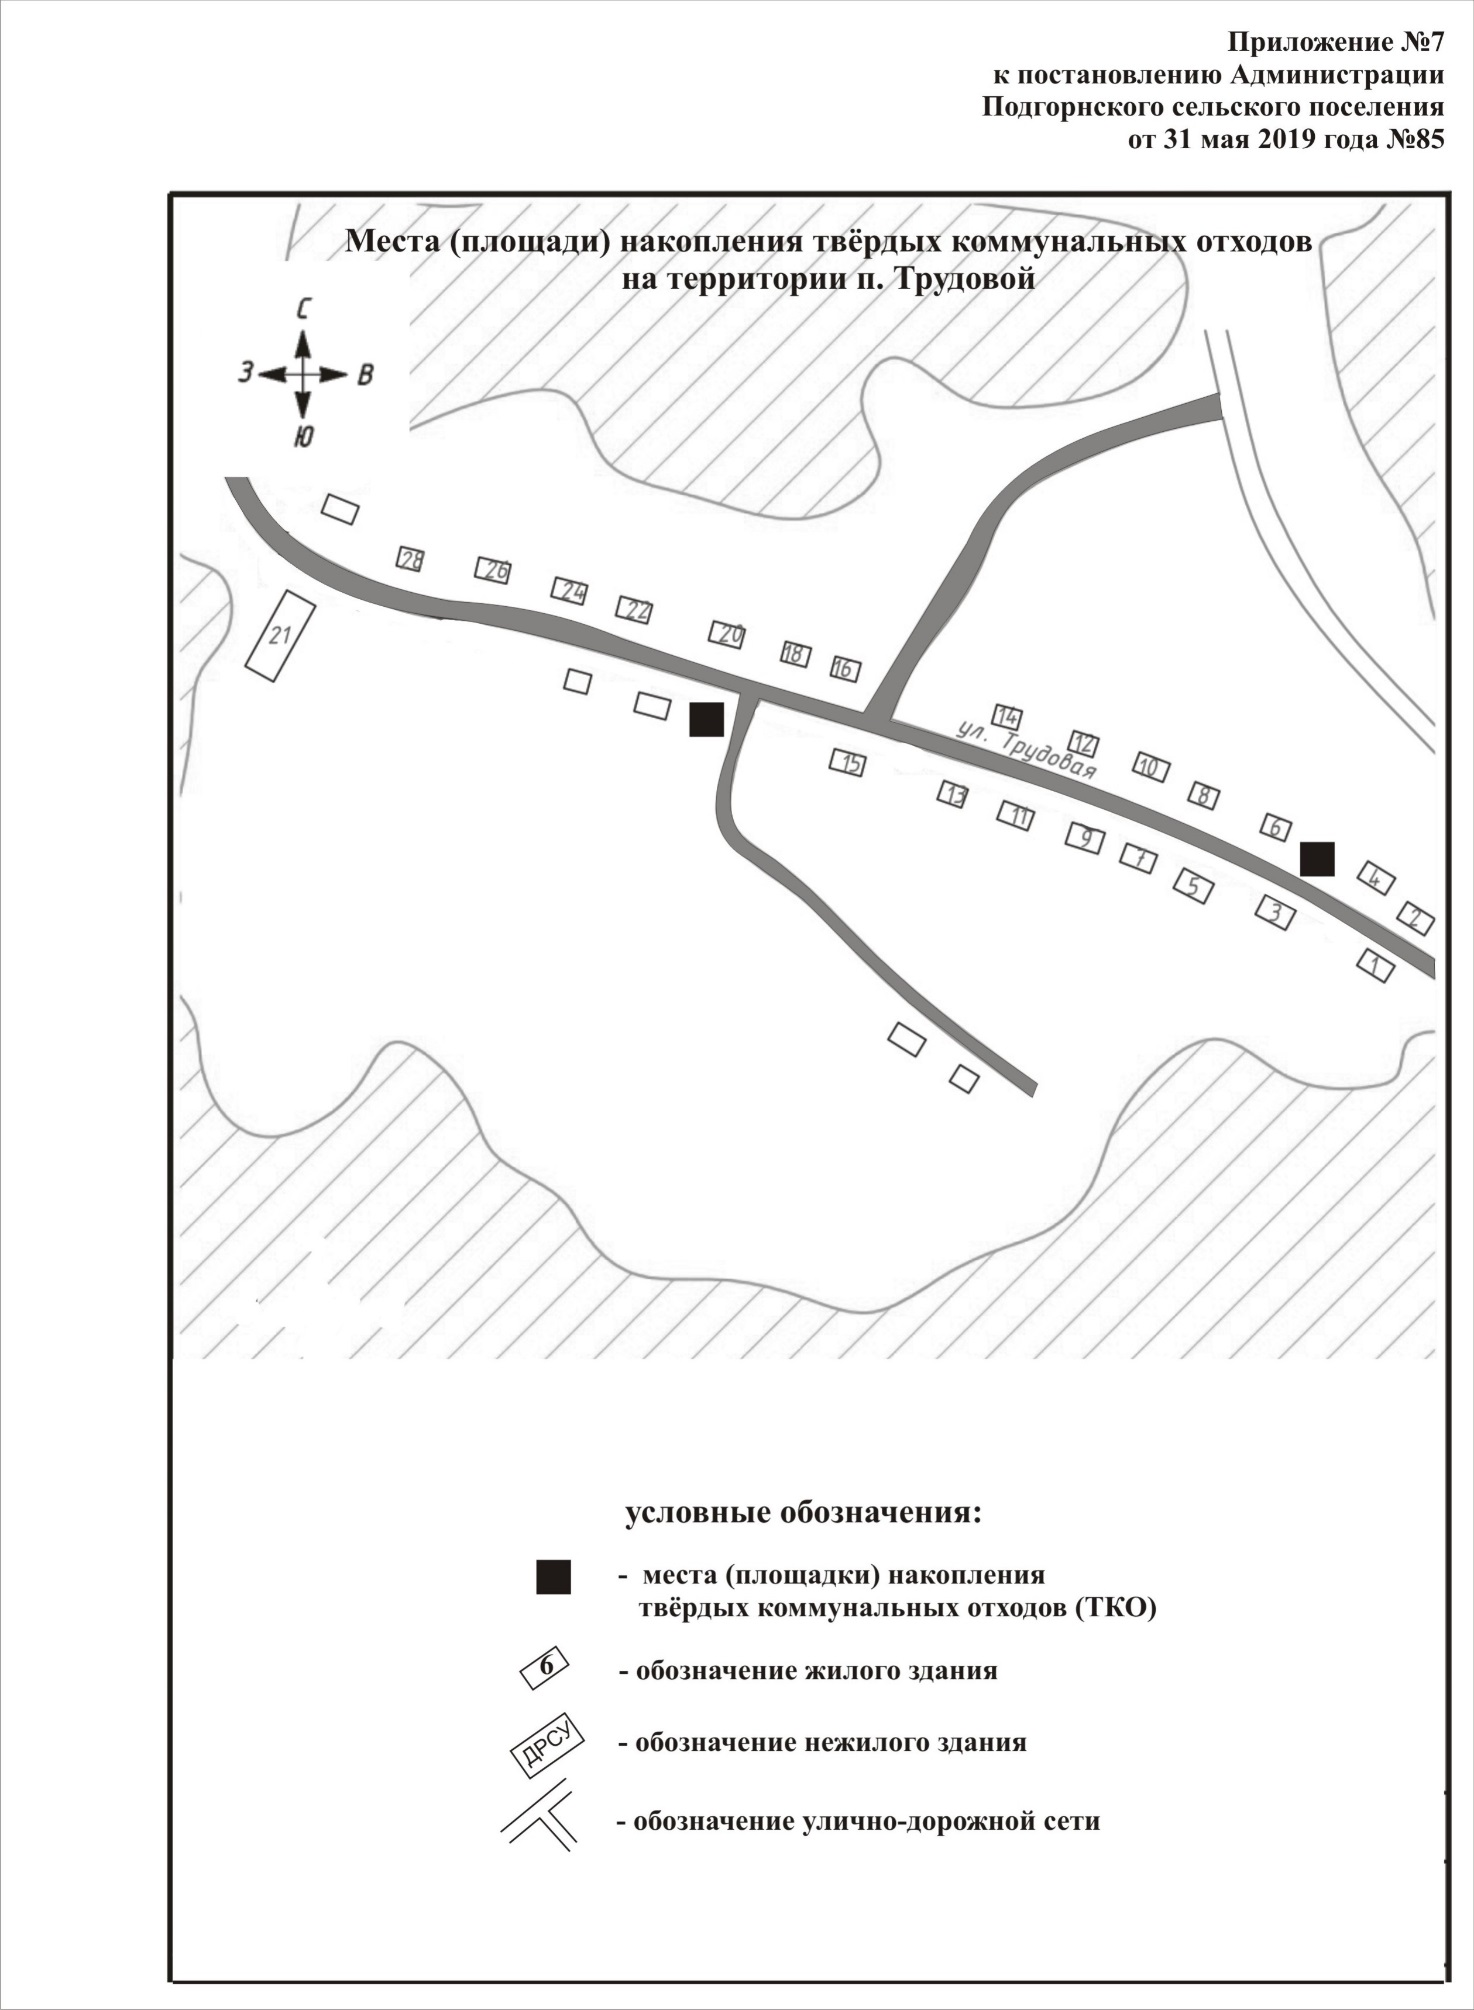 Приложение №7
к постановлению Администрации
Подгорнского сельского поселения
от 31 мая 2019 года №85
Места (площади) накопления твёрдых коммунальных отходов
на территории п. Трудовой
С
З В
Ю
28
26
24
22
20
18
16
21
14
12
10
8
6
4
2
ул. Трудовая
15
13
11
9
7
5
3
1
условные обозначения:
- места (площадки) накопления
твёрдых коммунальных отходов (ТКО)
6 - обозначение жилого здания
ДРСУ - обозначение нежилого здания
- обозначение улично-дорожной сети